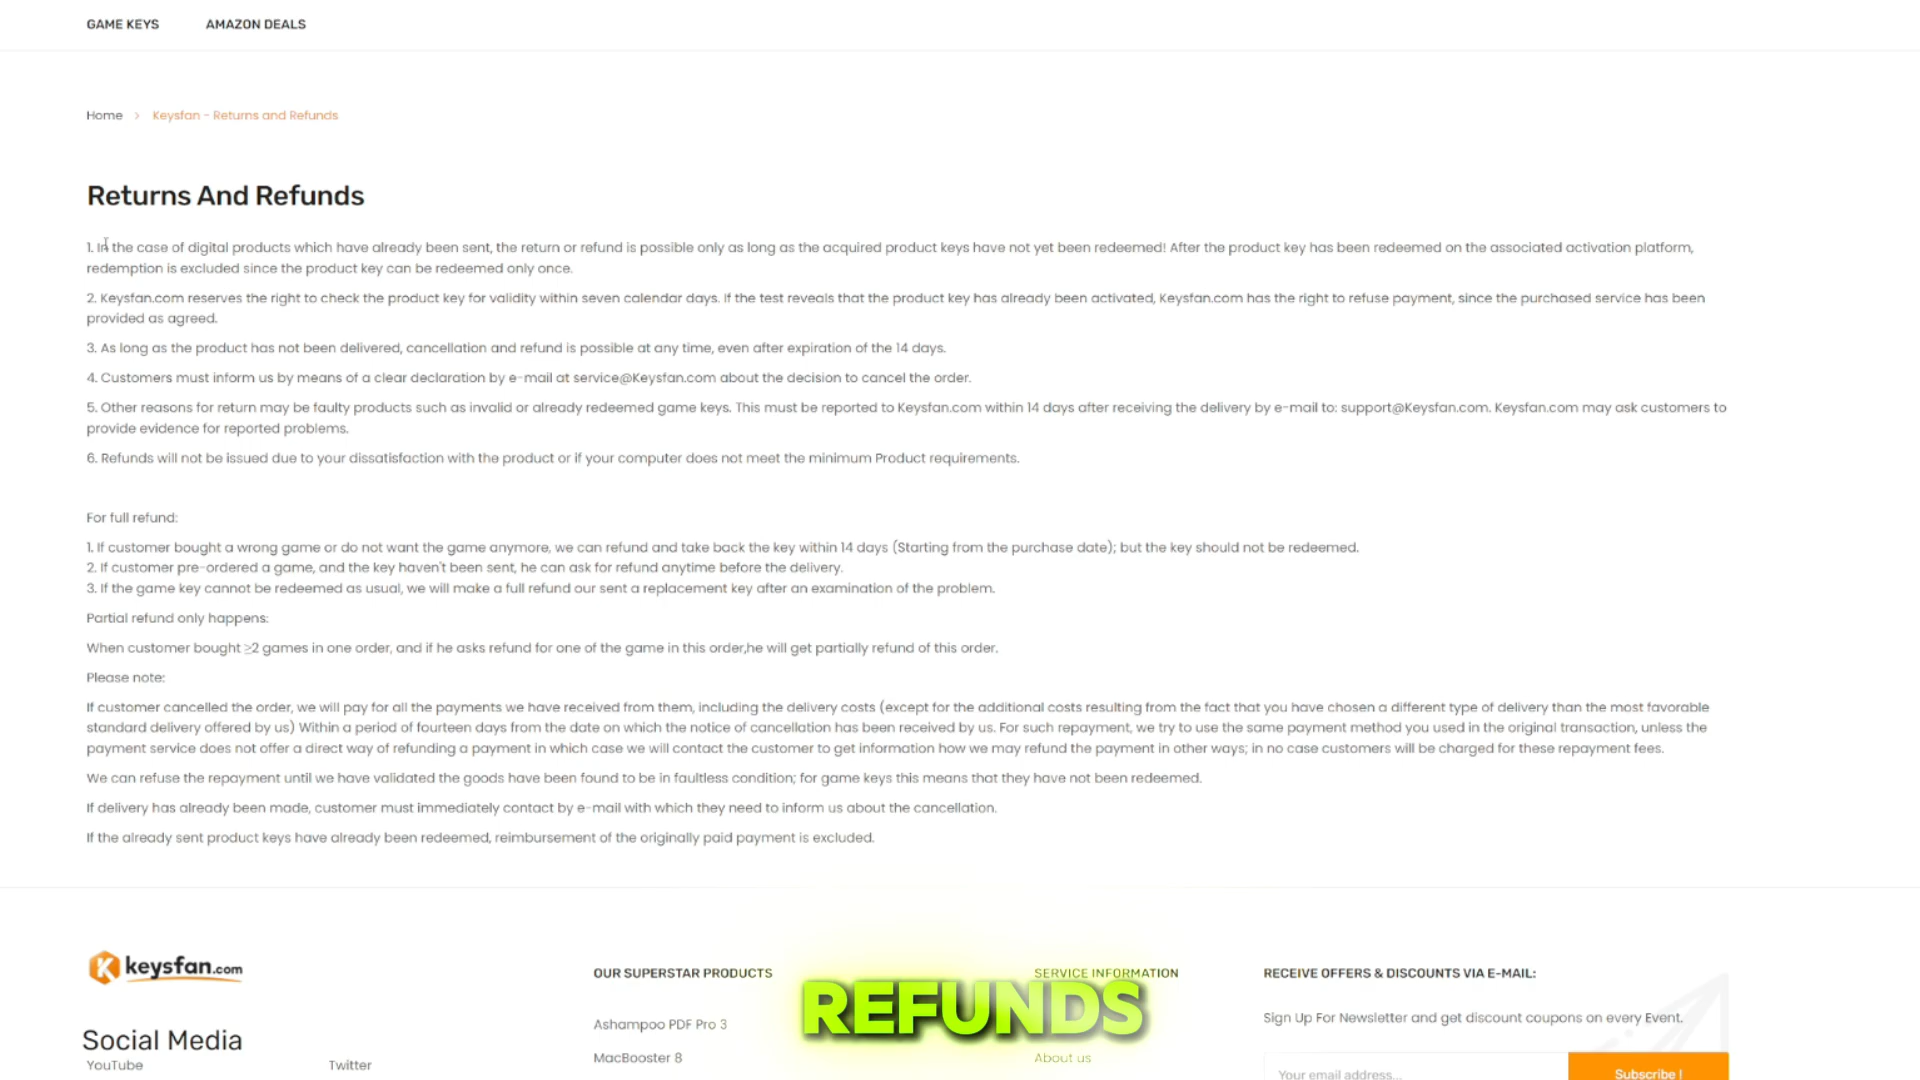 GAME KEYS AMAZON DEALS
Home > Keysfan - Returns and Refunds
Returns And Refunds
1. In the case of digital products which have already been sent, the return or refund is possible only as long as the acquired product keys have not yet been redeemed! After the product key has been redeemed on the associated activation platform,
redemption is excluded since the product key can be redeemed only once.
2. Keysfan.com reserves the right to check the product key for validity within seven calendar days. If the test reveals that the product key has already been activated, Keysfan.com has the right to refuse payment, since the purchased service has been
provided as agreed.
3. As long as the product has not been delivered, cancellation and refund is possible at any time, even after expiration of the 14 days.
4. Customers must inform us by means of a clear declaration by e-mail at service@Keysfan.com about the decision to cancel the order.
5. Other reasons for return may be faulty products such as invalid or already redeemed game keys. This must be reported to Keysfan.com within 14 days after receiving the delivery by e-mail to: support@Keysfan.com. Keysfan.com may ask customers to
provide evidence for reported problems.
6. Refunds will not be issued due to your dissatisfaction with the product or if your computer does not meet the minimum Product requirements.
For full refund:
1. If customer bought a wrong game or do not want the game anymore, we can refund and take back the key within 14 days (Starting from the purchase date); but the key should not be redeemed.
2. If customer pre-ordered a game, and the key haven't been sent, he can ask for refund anytime before the delivery.
3. If the game key cannot be redeemed as usual, we will make a full refund our sent a replacement key after an examination of the problem.
Partial refund only happens:
When customer bought ≥2 games in one order, and if he asks refund for one of the game in this order,he will get partially refund of this order.
Please note:
If customer cancelled the order, we will pay for all the payments we have received from them, including the delivery costs (except for the additional costs resulting from the fact that you have chosen a different type of delivery than the most favorable
standard delivery offered by us) Within a period of fourteen days from the date on which the notice of cancellation has been received by us. For such repayment, we try to use the same payment method you used in the original transaction, unless the
payment service does not offer a direct way of refunding a payment in which case we will contact the customer to get information how we may refund the payment in other ways; in no case customers will be charged for these repayment fees.
We can refuse the repayment until we have validated the goods have been found to be in faultless condition; for game keys this means that they have not been redeemed.
If delivery has already been made, customer must immediately contact by e-mail with which they need to inform us about the cancellation.
If the already sent product keys have already been redeemed, reimbursement of the originally paid payment is excluded.
keysfan.com
Social Media
YouTube Twitter
OUR SUPERSTAR PRODUCTS
Ashampoo PDF Pro 3
MacBooster 8
SERVICE INFORMATION
REFUNDS
About us
RECEIVE OFFERS & DISCOUNTS VIA E-MAIL:
Sign Up For Newsletter and get discount coupons on every Event.
Your email address... Subscribe !